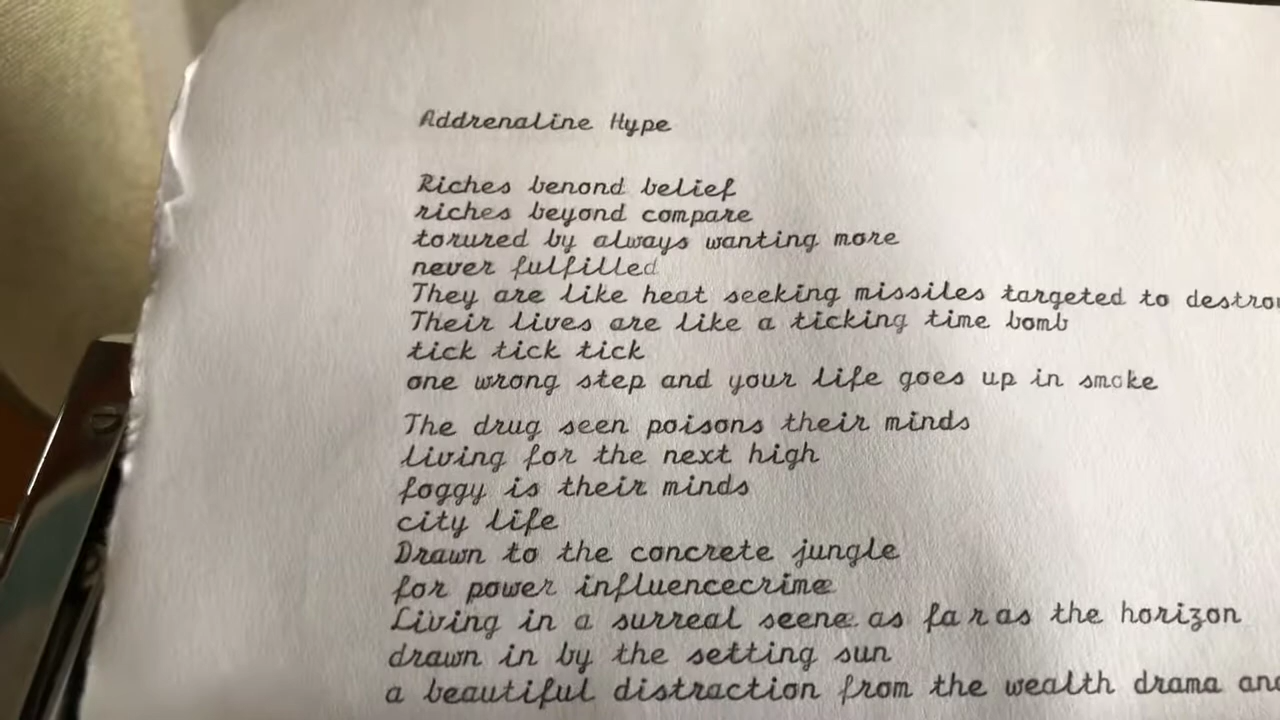 Addrenaline Hype
Riches benond belief
riches beyond compare
torured by always wanting more
never fulfilled
They are like heat seeking missiles targeted to
Their lives are like a ticking time bomb
tick tick tick
one wrong step and your life goes up in smoke
The drug seen poisons their minds
living for the next high
foggy is their minds
city life
Drawn to the concrete jungle
for power influencecrime
Living in a surreal seene as far as the horizon
drawn in by the setting sun
a beautiful distraction from the wealth drama